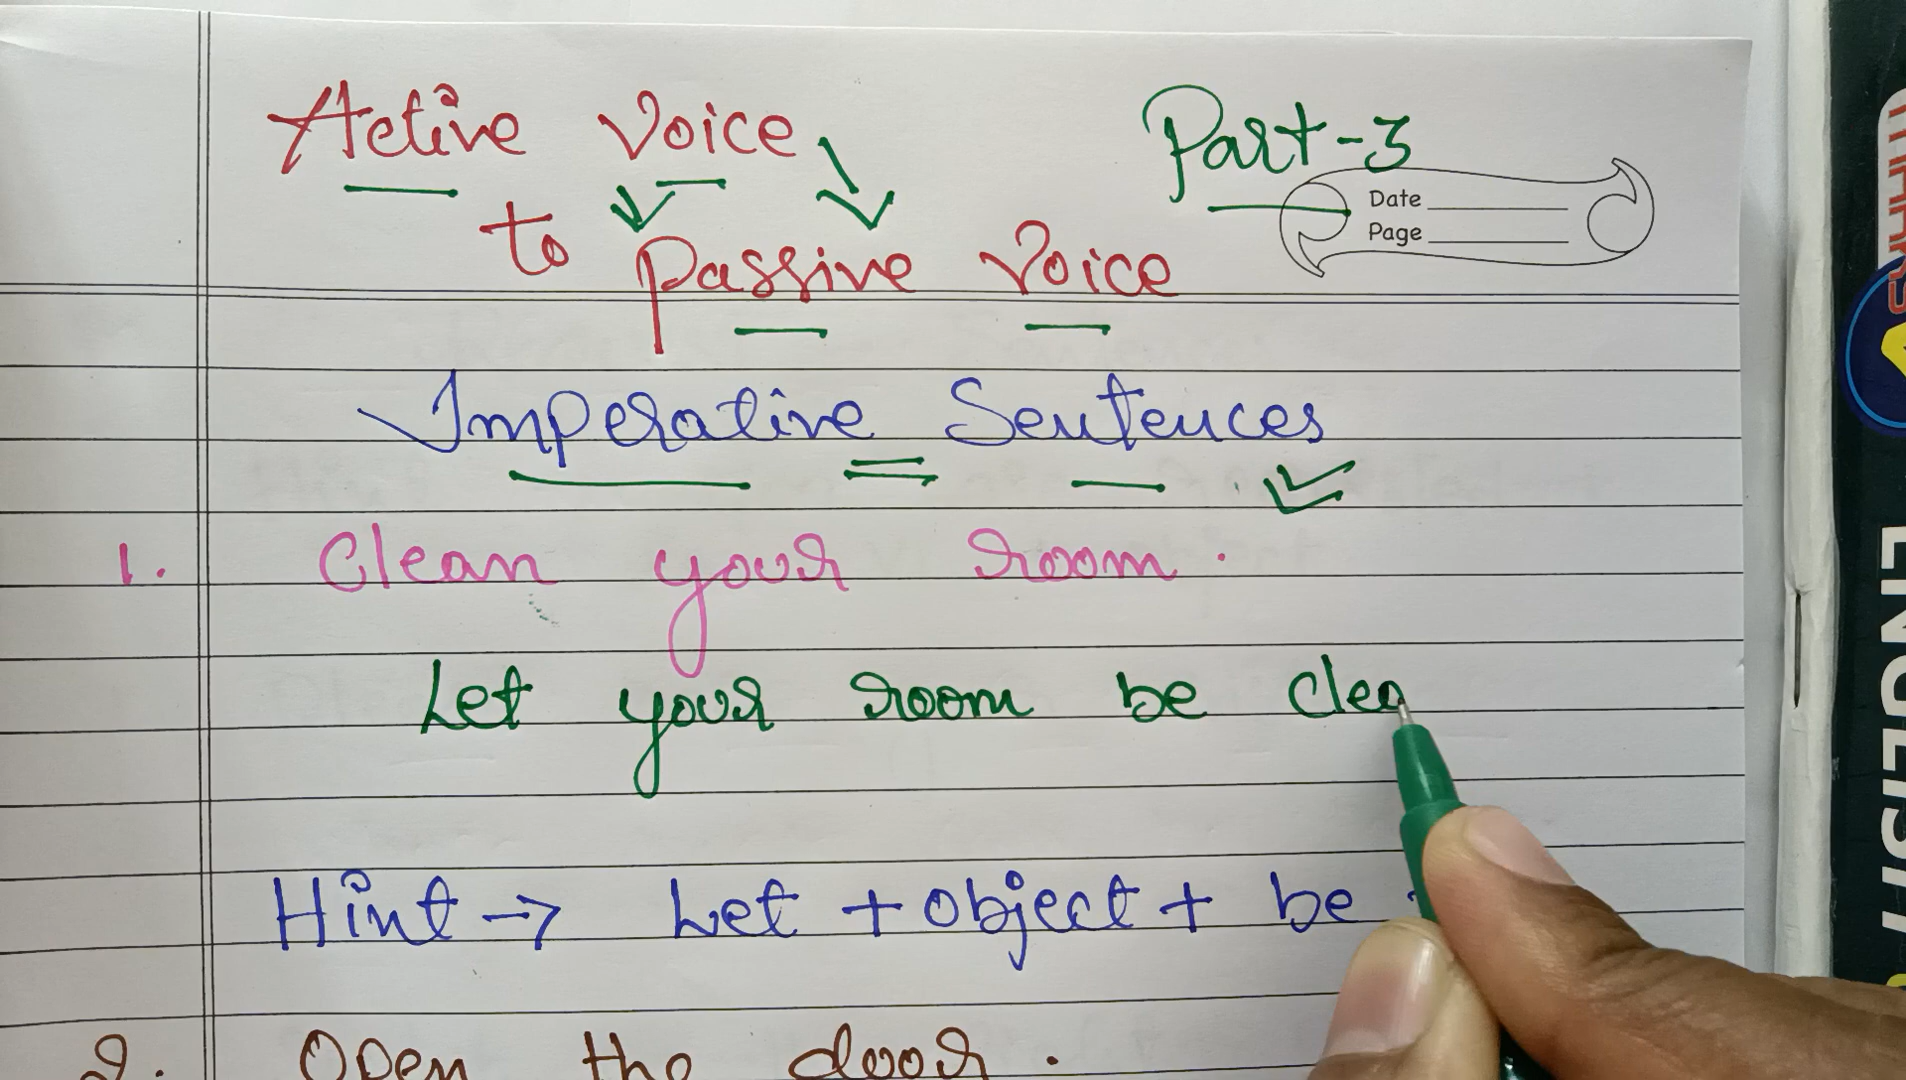 Active Voice
Part-3
Date
Page
to Passive Voice
Imperative Sentences
1. Clean your room.
Let your room be clea
Hint → Let + object + be
2. Open the door.
ENGLISH